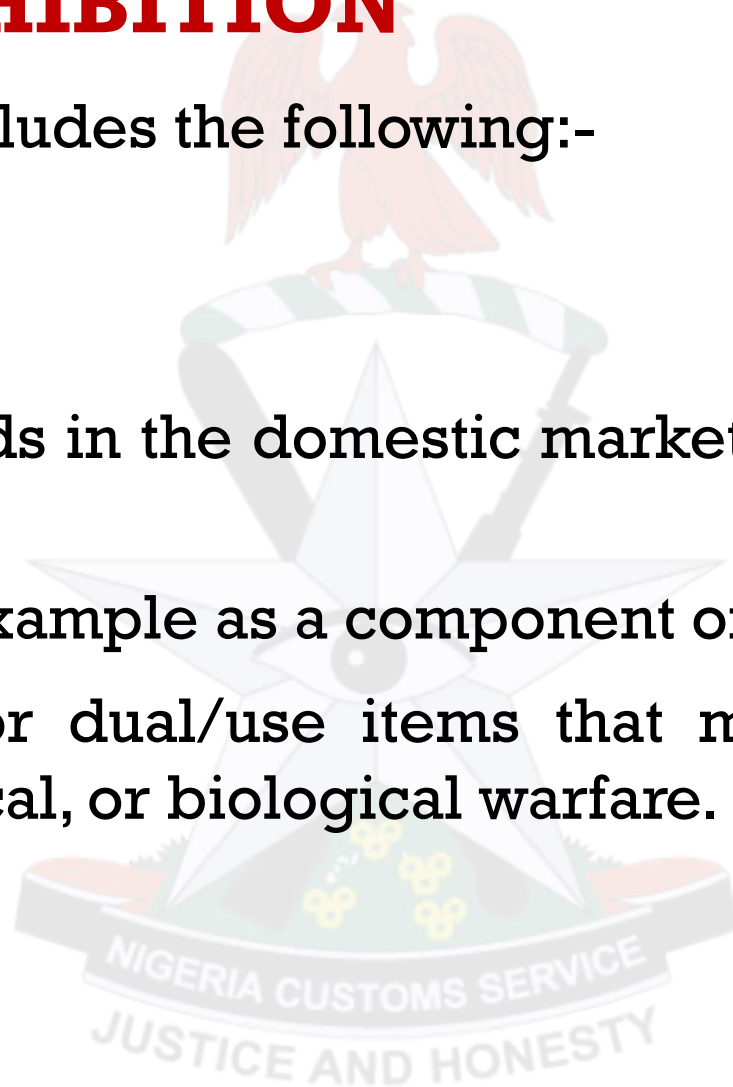 HIBITION
ludes the following:-
ds in the domestic market
xample as a component o
or dual/use items that m
cal, or biological warfare.
NIGERIA CUSTOMS SERVICE
JUSTICE AND HONESTY